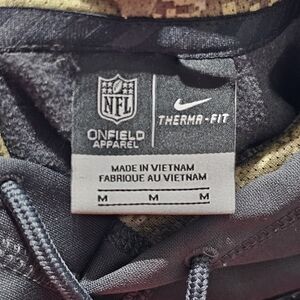 NFL
THERMA-FIT
ONFIELD
APPAREL
MADE IN VIETNAM
FABRIQUE AU VIETNAM
M M M